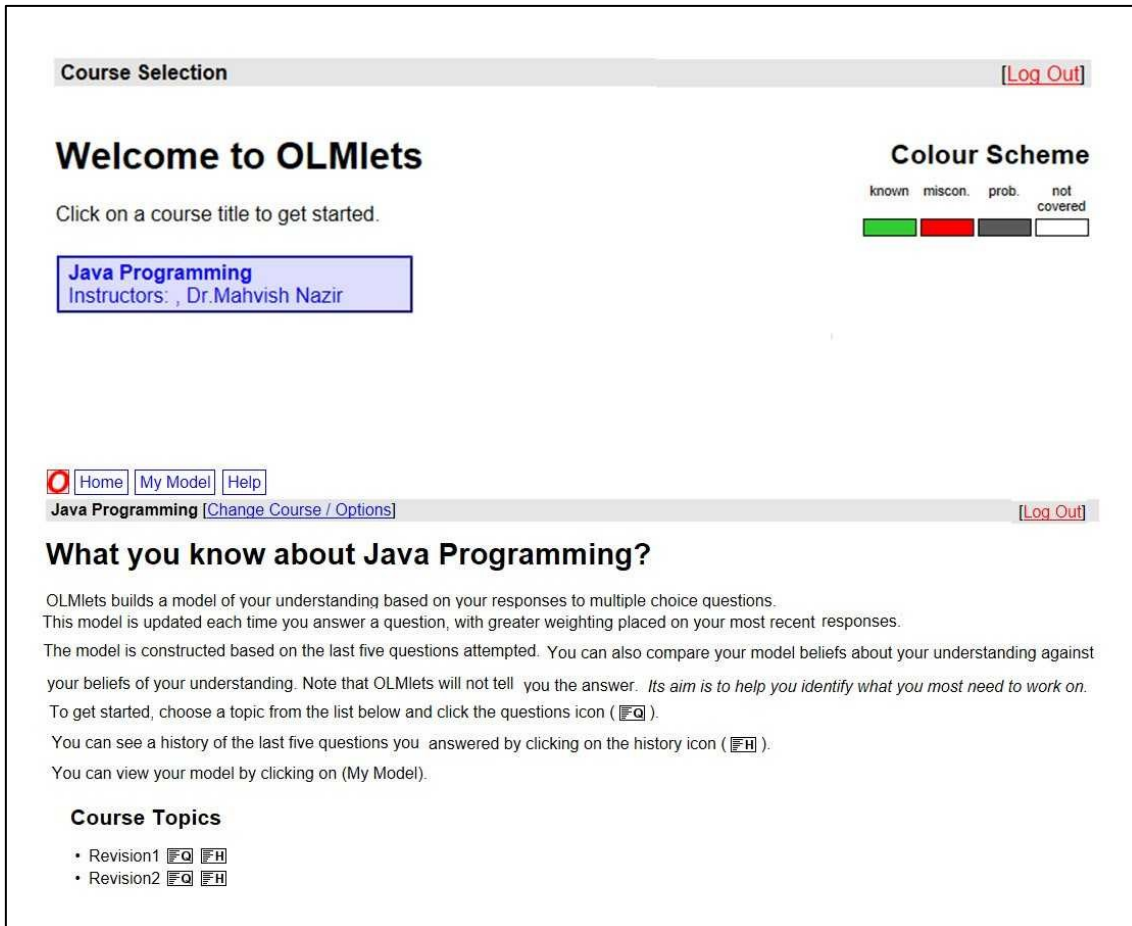 Course Selection [Log Out]
Welcome to OLMlets
Colour Scheme
known miscon. prob. not covered
Click on a course title to get started.
Java Programming
Instructors: , Dr.Mahvish Nazir
Home My Model Help
Java Programming [Change Course / Options] [Log Out]
What you know about Java Programming?
OLMlets builds a model of your understanding based on your responses to multiple choice questions.
This model is updated each time you answer a question, with greater weighting placed on your most recent responses.
The model is constructed based on the last five questions attempted. You can also compare your model beliefs about your understanding against
your beliefs of your understanding. Note that OLMlets will not tell you the answer. Its aim is to help you identify what you most need to work on.
To get started, choose a topic from the list below and click the questions icon ( Q ).
You can see a history of the last five questions you answered by clicking on the history icon ( H ).
You can view your model by clicking on (My Model).
Course Topics
• Revision1 Q H
• Revision2 Q H